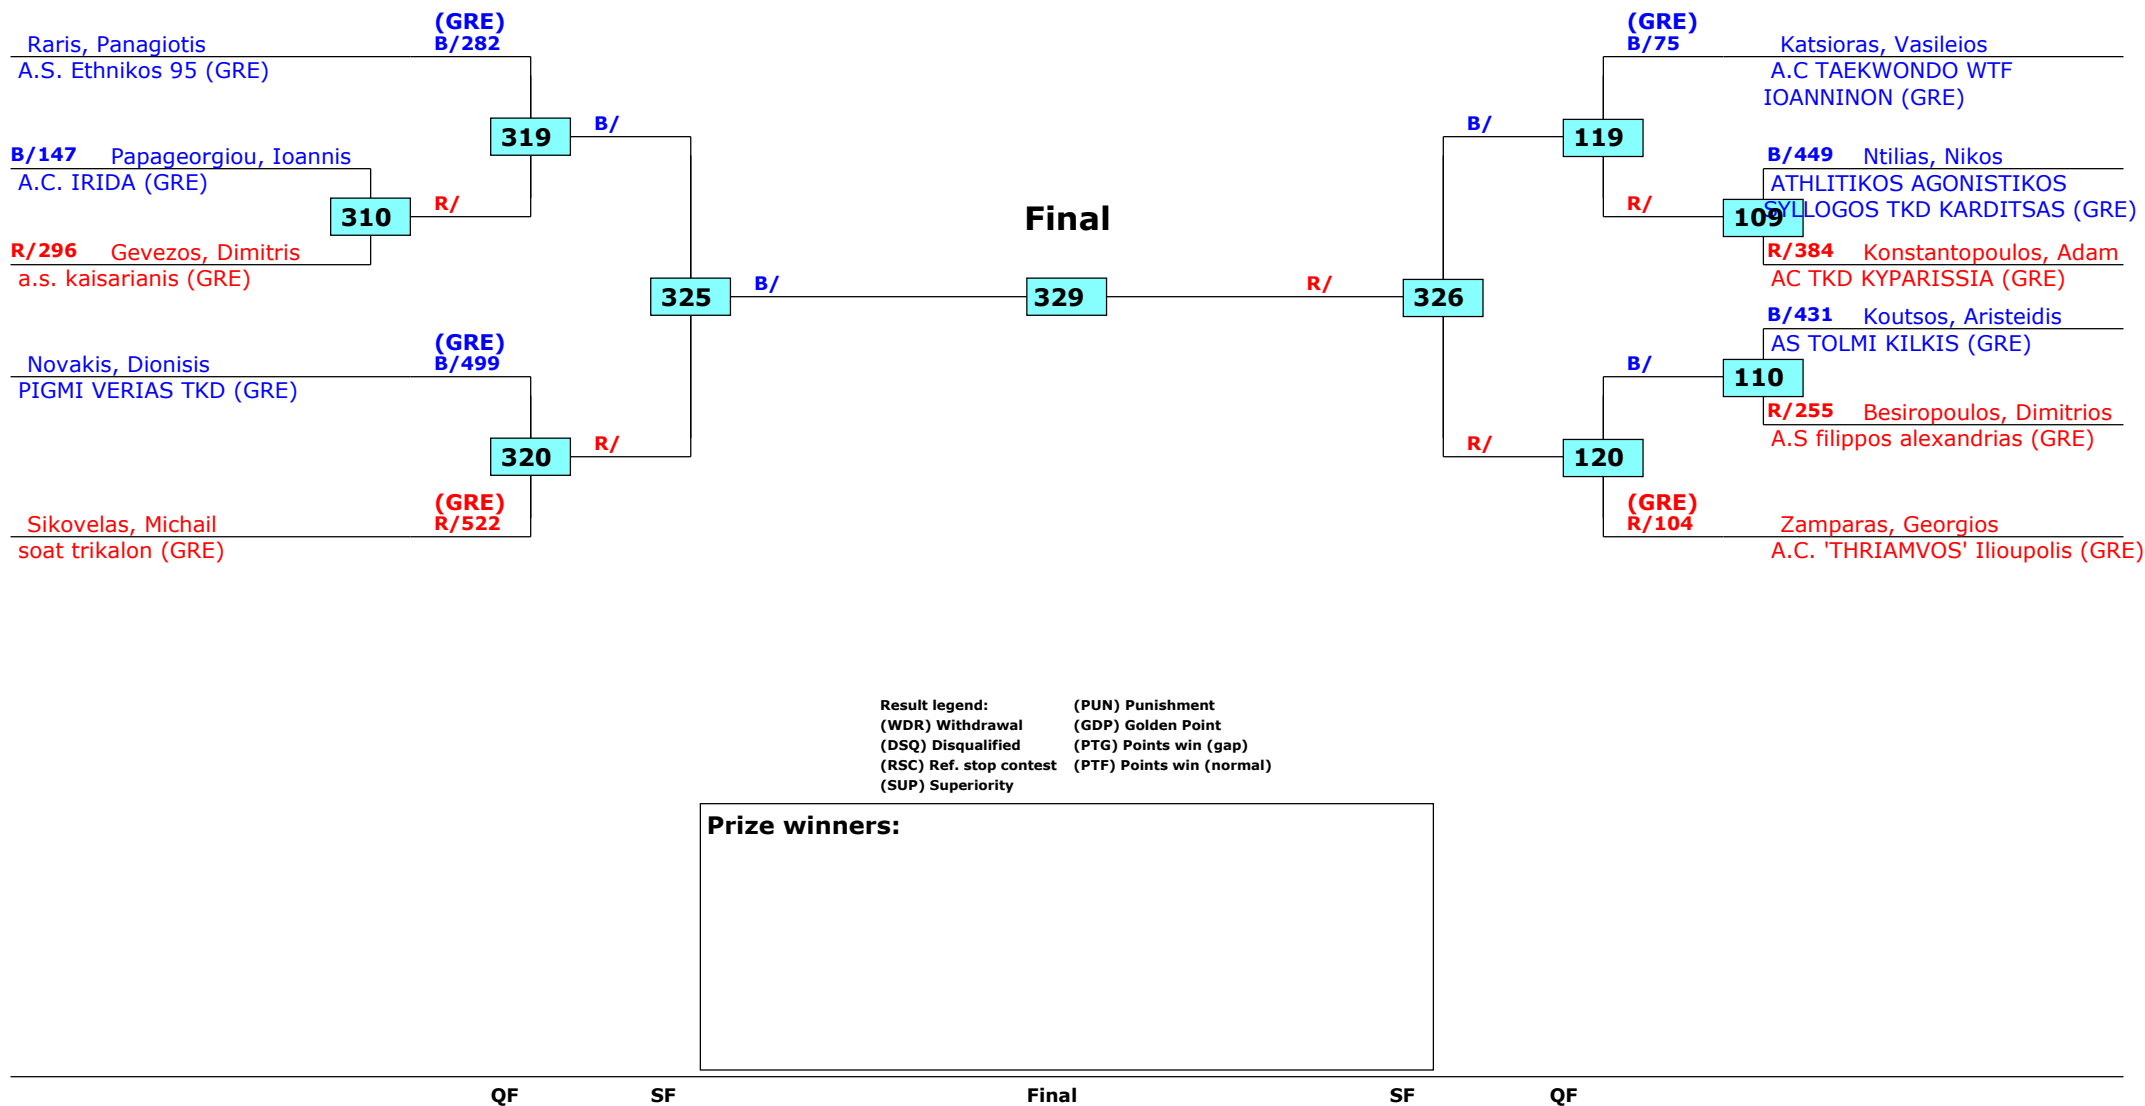 (GRE)
Raris, Panagiotis B/282
A.S. Ethnikos 95 (GRE)
319
B/
B/147 Papageorgiou, Ioannis
A.C. IRIDA (GRE)
310
R/
R/296 Gevezos, Dimitris
a.s. kaisarianis (GRE)
325
B/
(GRE)
Novakis, Dionisis B/499
PIGMI VERIAS TKD (GRE)
320
R/
(GRE)
Sikovelas, Michail R/522
soat trikalon (GRE)
Final
329
(GRE)
B/75 Katsioras, Vasileios
A.C TAEKWONDO WTF
IOANNINON (GRE)
B/
119
B/449 Ntilias, Nikos
ATHLITIKOS AGONISTIKOS
SYLLOGOS TKD KARDITSAS (GRE)
R/
109
R/384 Konstantopoulos, Adam
AC TKD KYPARISSIA (GRE)
R/
326
B/431 Koutsos, Aristeidis
AS TOLMI KILKIS (GRE)
B/
110
R/255 Besiropoulos, Dimitrios
A.S filippos alexandrias (GRE)
R/
120
(GRE)
R/104 Zamparas, Georgios
A.C. 'THRIAMVOS' Ilioupolis (GRE)
Result legend: (PUN) Punishment
(WDR) Withdrawal (GDP) Golden Point
(DSQ) Disqualified (PTG) Points win (gap)
(RSC) Ref. stop contest (PTF) Points win (normal)
(SUP) Superiority
Prize winners:
QF SF Final SF QF